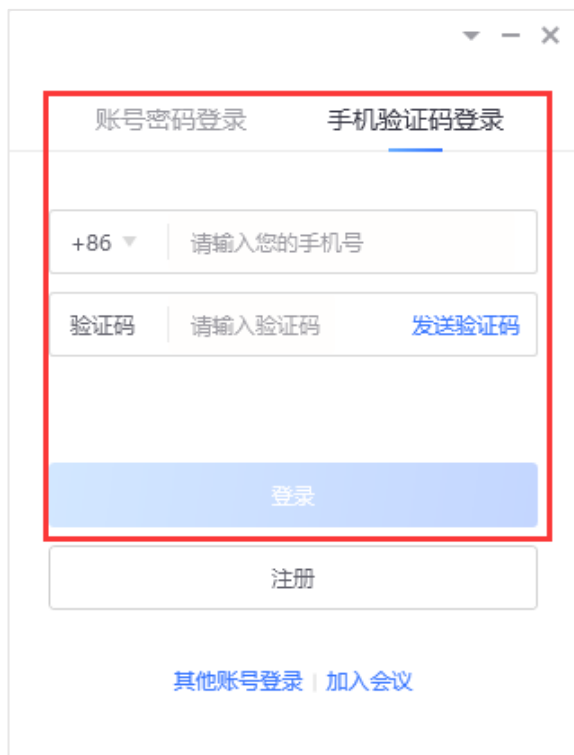 账号密码登录 手机验证码登录
+86 请输入您的手机号
验证码 请输入验证码 发送验证码
登录
注册
其他账号登录 | 加入会议